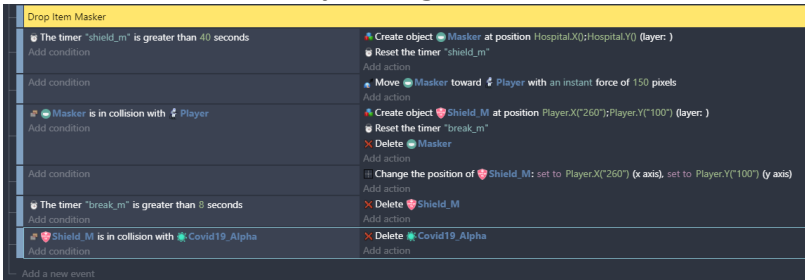 Drop Item Masker
The timer "shield_m" is greater than 40 seconds
Create object Masker at position Hospital.X();Hospital.Y() (layer: )
Add condition
Reset the timer "shield_m"
Add action
Add condition
Move Masker toward Player with an instant force of 150 pixels
Add action
Masker is in collision with Player
Create object Shield_M at position Player.X("260");Player.Y("100") (layer: )
Add condition
Reset the timer "break_m"
Delete Masker
Add action
Add condition
Change the position of Shield_M: set to Player.X("260") (x axis), set to Player.Y("100") (y axis)
Add action
The timer "break_m" is greater than 8 seconds
Delete Shield_M
Add condition
Add action
Shield_M is in collision with Covid19_Alpha
Delete Covid19_Alpha
Add condition
Add action
Add a new event